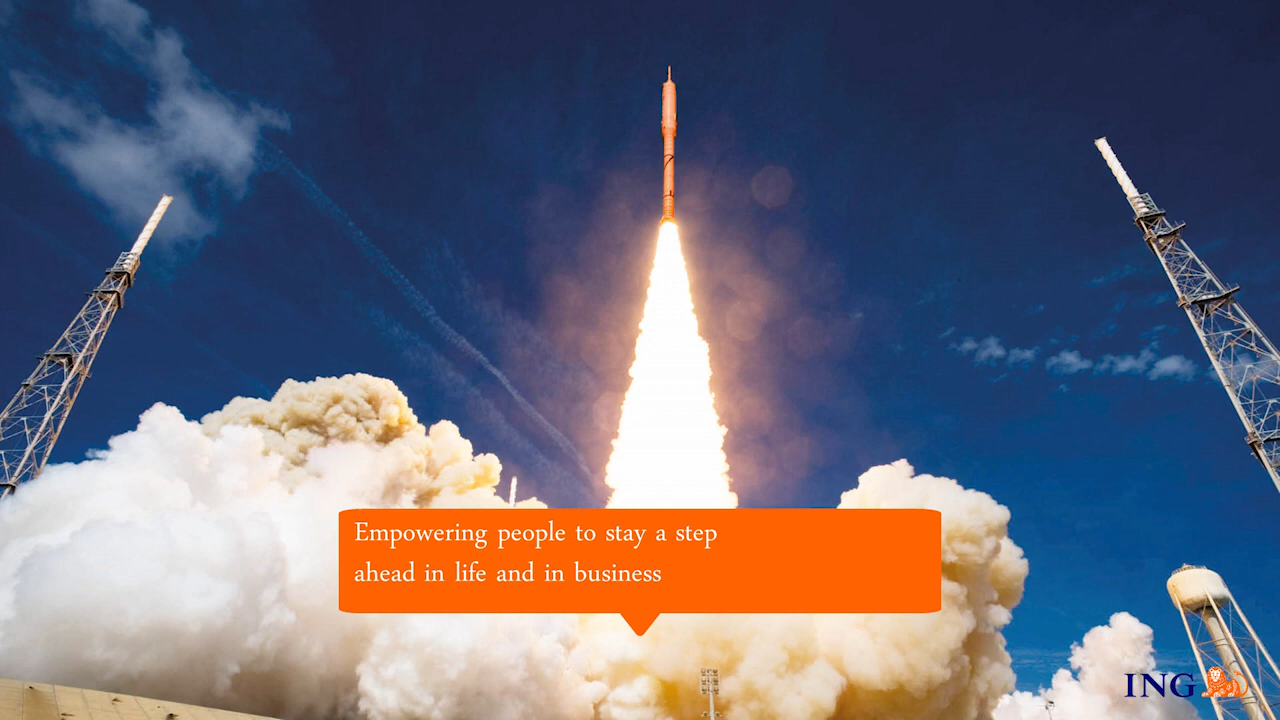 Empowering people to stay a step
ahead in life and in business
ING